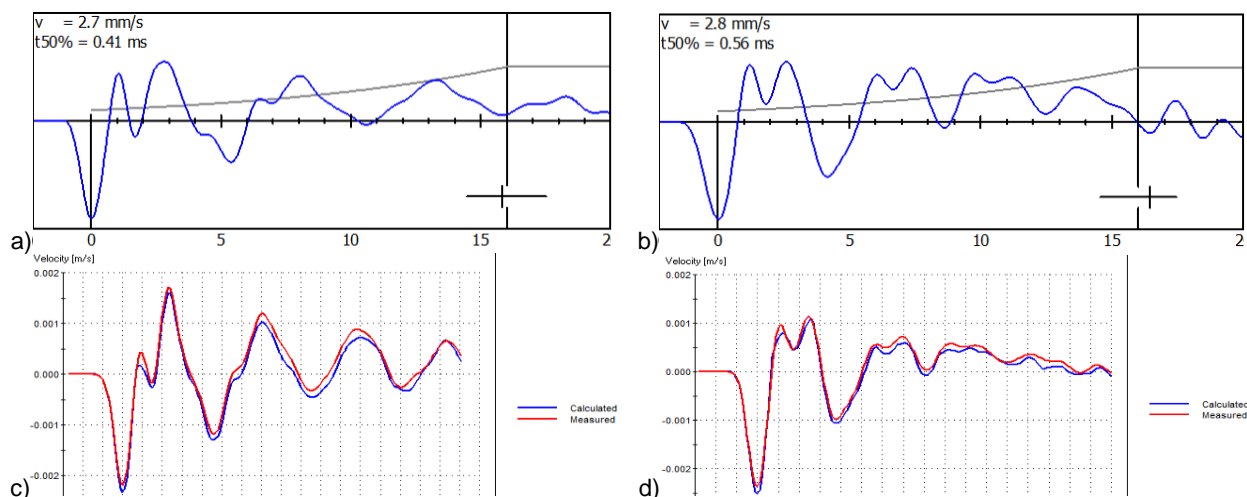 v = 2.7 mm/s
t50% = 0.41 ms
a) 0 5 10 15 2
v = 2.8 mm/s
t50% = 0.56 ms
b) 0 5 10 15 2
Velocity [m/s]
0.002
0.001
0.000
-0.001
-0.002
Calculated
Measured
c)
Velocity [m/s]
0.002
0.001
0.000
-0.001
-0.002
Calculated
Measured
d)